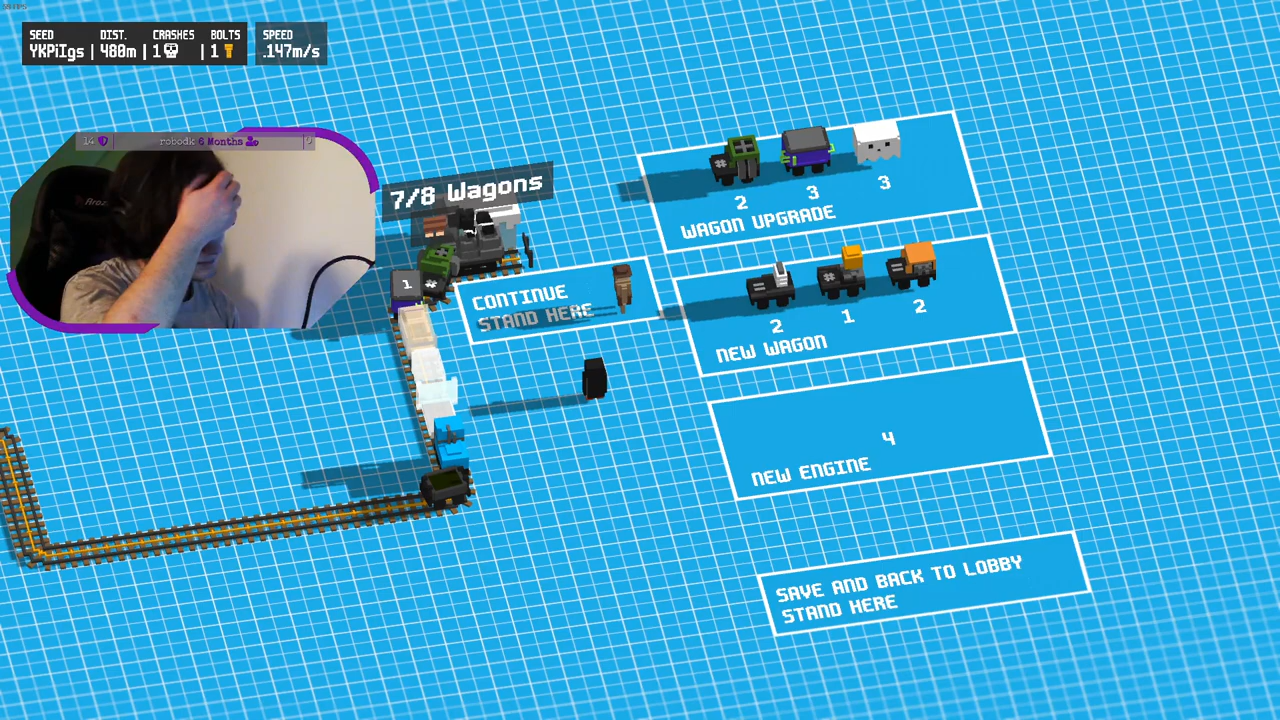 SEED DIST. CRASHES BOLTS SPEED
YKPiIgs | 480m | 1 | 1 .147m/s
14 robodk 6 Months
7/8 Wagons
2 3 3
WAGON UPGRADE
1
CONTINUE
STAND HERE
2 1 2
NEW WAGON
4
NEW ENGINE
SAVE AND BACK TO LOBBY
STAND HERE